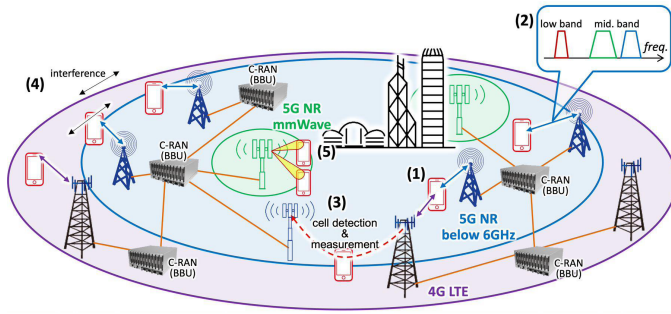 (2)
low band
mid. band
freq.
(4)
interference
C-RAN
(BBU)
5G NR
mmWave
(5)
C-RAN
(BBU)
(1)
C-RAN
(BBU)
(3)
cell detection
&
measurement
5G NR
below 6GHz
C-RAN
(BBU)
C-RAN
(BBU)
4G LTE